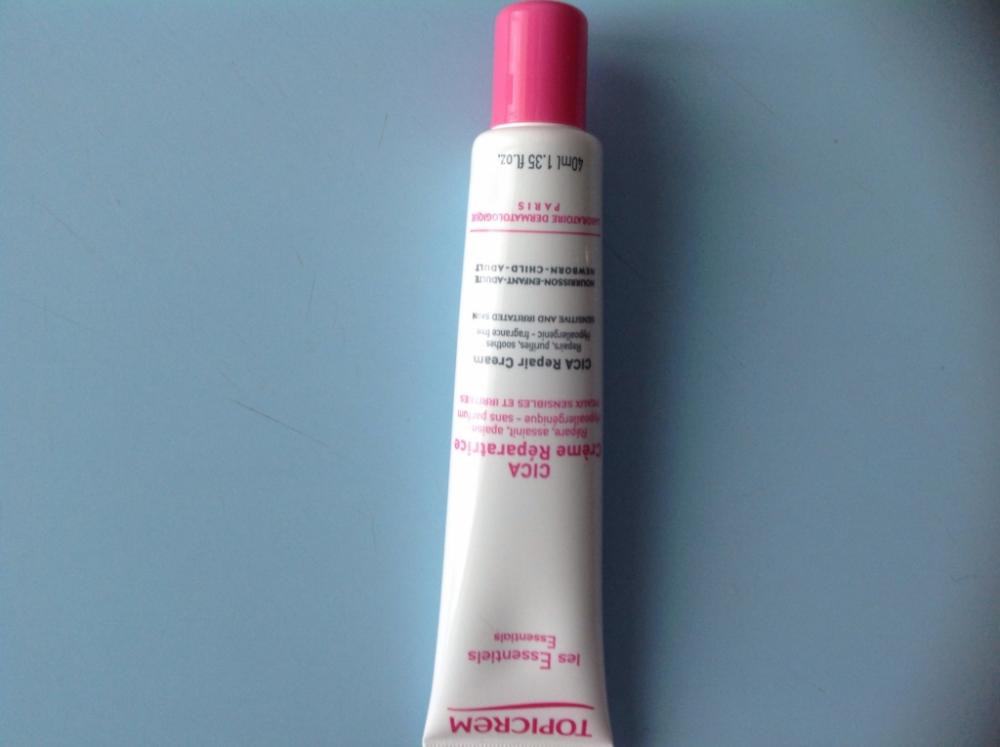 TOPICREM
les Essentiels
Essentials
CICA
Crème Réparatrice
Répare, assainit, apaise
Hypoallergénique - sans parfum
PEAUX SENSIBLES ET IRRITÉES
CICA Repair Cream
Repairs, purifies, soothes
Hypoallergenic - fragrance free
SENSITIVE AND IRRITATED SKIN
NOURRISSON-ENFANT-ADULTE
NEWBORN-CHILD-ADULT
LABORATOIRE DERMATOLOGIQUE
PARIS
40ml 1.35 fl.oz.